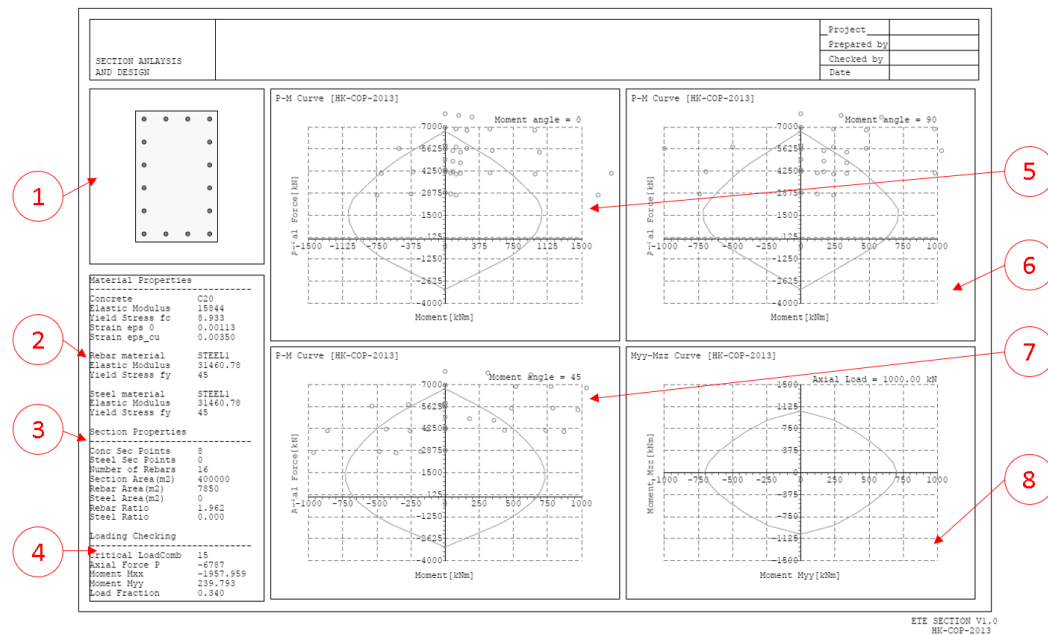 SECTION ANLAYSIS
AND DESIGN
Project
Prepared by
Checked by
Date
1
2
3
4
5
6
7
8
Material Properties
Concrete C20
Elastic Modulus 15844
Yield Stress fc 8.933
Strain eps 0 0.00113
Strain eps_cu 0.00350
Rebar material STEEL1
Elastic Modulus 31460.78
Yield Stress fy 45
Steel material STEEL1
Elastic Modulus 31460.78
Yield Stress fy 45
Section Properties
Conc Sec Points 8
Steel Sec Points 0
Number of Rebars 16
Section Area(m2) 400000
Rebar Area(m2) 7850
Steel Area(m2) 0
Rebar Ratio 1.962
Steel Ratio 0.000
Loading Checking
Critical LoadComb 15
Axial Force P -6787
Moment Mxx -1957.959
Moment Myy 239.793
Load Fraction 0.340
P-M Curve [HK-COP-2013]
Moment angle = 0
7000
5625
4250
2875
1500
125
-1500 -1125 -750 -375 0 375 750 1125 1500
-1250
-2625
-4000
Moment[kNm]
P-M Curve [HK-COP-2013]
Moment angle = 90
7000
5625
4250
2875
1500
125
-1000 -750 -500 -250 0 250 500 750 1000
-1250
-2625
-4000
Moment[kNm]
P-M Curve [HK-COP-2013]
Moment angle = 45
7000
5625
4250
2875
1500
125
-1000 -750 -500 -250 0 250 500 750 1000
-1250
-2625
-4000
Moment[kNm]
Myy-Mzz Curve [HK-COP-2013]
Axial Load = 1000.00 kN
Moment Mzz[kNm]
1500
1125
750
375
-1000 -750 -500 -250 0 250 500 750 1000
-375
-750
-1125
-1500
Moment Myy[kNm]
ETE SECTION V1.0
HK-COP-2013